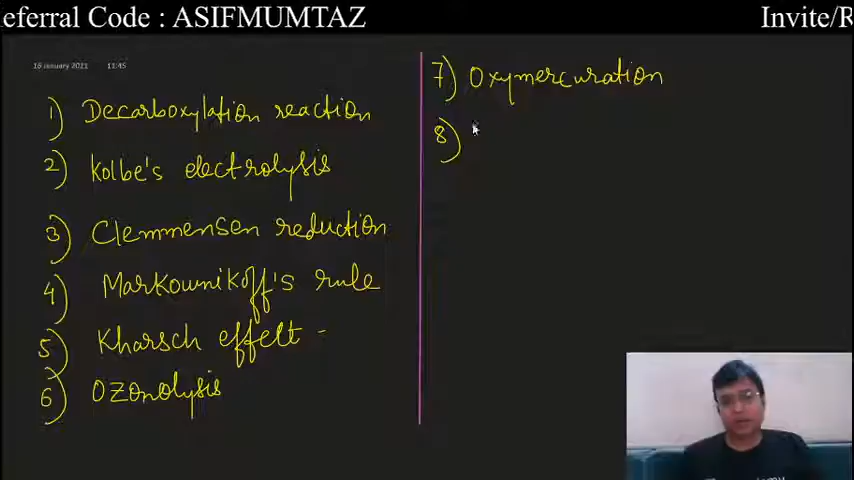 eferral Code : ASIFMUMTAZ
Invite/R
16 January 2021 11:45
1) Decarboxylation reaction
2) Kolbe's electrolysis
3) Clemmensen reduction
4) Markownikoff's rule
5) Kharsch effect -
6) Ozonolysis
7) Oxymercuration
8)